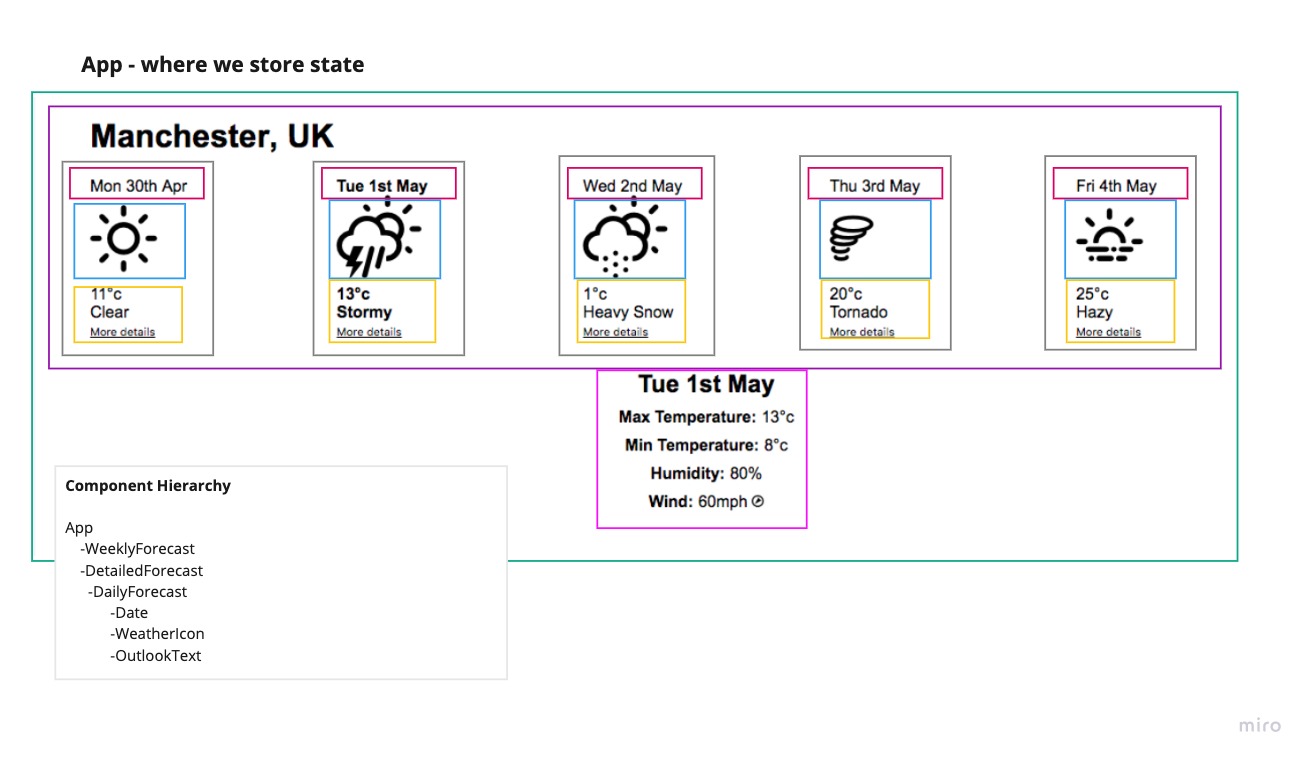 App - where we store state
Manchester, UK
Mon 30th Apr
11°c
Clear
More details
Tue 1st May
13°c
Stormy
More details
Wed 2nd May
1°c
Heavy Snow
More details
Thu 3rd May
20°c
Tornado
More details
Fri 4th May
25°c
Hazy
More details
Tue 1st May
Max Temperature: 13°c
Min Temperature: 8°c
Humidity: 80%
Wind: 60mph
Component Hierarchy
App
-WeeklyForecast
-DetailedForecast
-DailyForecast
-Date
-WeatherIcon
-OutlookText
miro